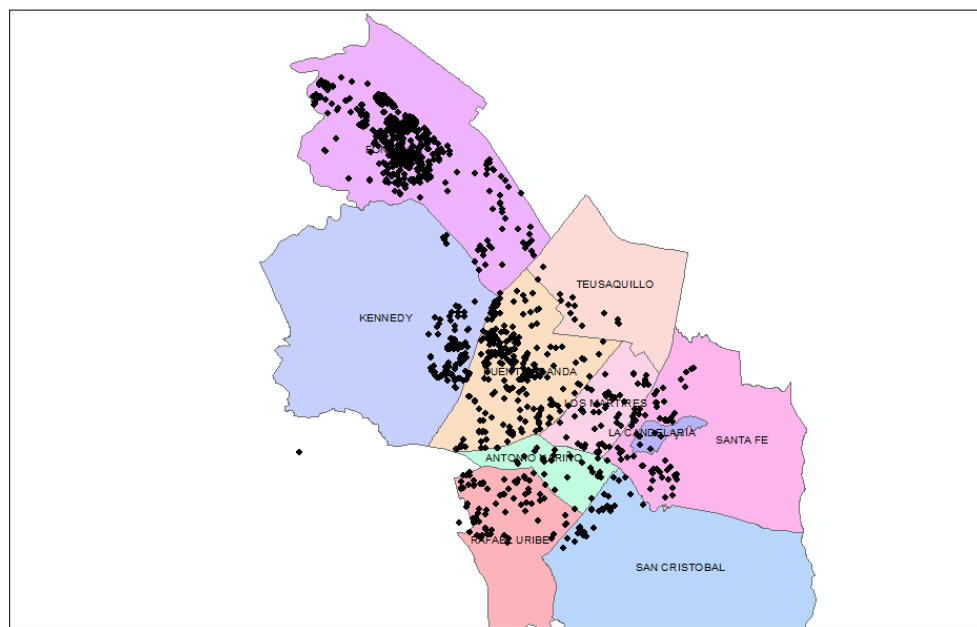 TEUSAQUILLO
KENNEDY
LOS MARTIRES
LA CANDELARIA
SANTA FE
ANTONIO NARIÑO
RAFAEL URIBE
SAN CRISTOBAL